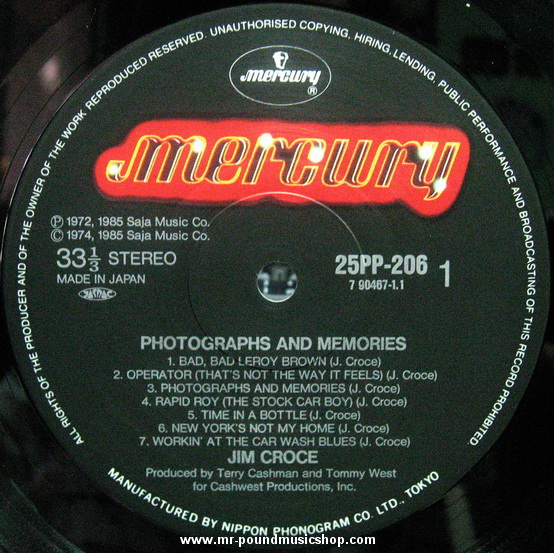 ALL RIGHTS OF THE PRODUCER AND OF THE OWNER OF THE WORK REPRODUCED RESERVED. UNAUTHORISED COPYING, HIRING, LENDING, PUBLIC PERFORMANCE AND BROADCASTING OF THIS RECORD PROHIBITED.
mercury
®
mercury
℗ 1972, 1985 Saja Music Co.
© 1974, 1985 Saja Music Co.
33 1/3 STEREO
MADE IN JAPAN
JASRAC
25PP-206 1
7 90467-1.1
PHOTOGRAPHS AND MEMORIES
1. BAD, BAD LEROY BROWN (J. Croce)
2. OPERATOR (THAT'S NOT THE WAY IT FEELS) (J. Croce)
3. PHOTOGRAPHS AND MEMORIES (J. Croce)
4. RAPID ROY (THE STOCK CAR BOY) (J. Croce)
5. TIME IN A BOTTLE (J. Croce)
6. NEW YORK'S NOT MY HOME (J. Croce)
7. WORKIN' AT THE CAR WASH BLUES (J. Croce)
JIM CROCE
Produced by Terry Cashman and Tommy West
for Cashwest Productions, Inc.
MANUFACTURED BY NIPPON PHONOGRAM CO. LTD., TOKYO
www.mr-poundmusicshop.com